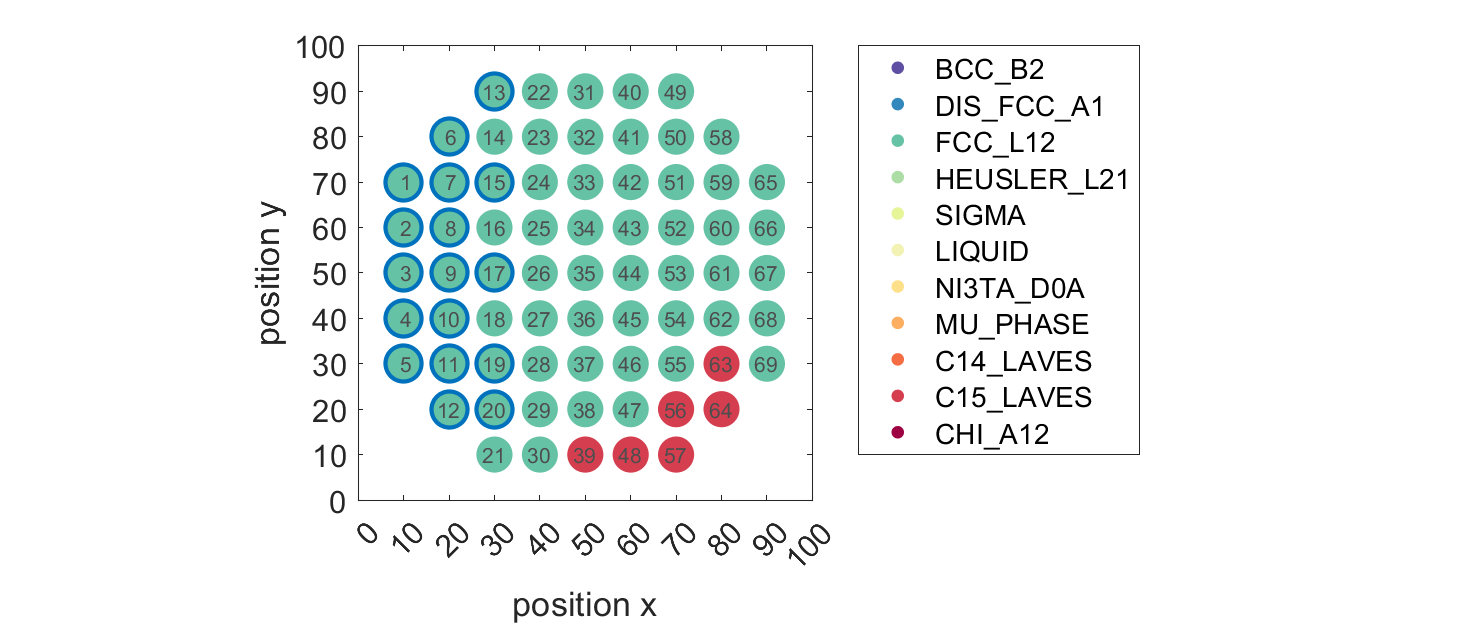 100
90
80
70
60
50
40
30
20
10
0
position y
13 22 31 40 49
6 14 23 32 41 50 58
1 7 15 24 33 42 51 59 65
2 8 16 25 34 43 52 60 66
3 9 17 26 35 44 53 61 67
4 10 18 27 36 45 54 62 68
5 11 19 28 37 46 55 63 69
12 20 29 38 47 56 64
21 30 39 48 57
0 10 20 30 40 50 60 70 80 90 100
position x
BCC_B2
DIS_FCC_A1
FCC_L12
HEUSLER_L21
SIGMA
LIQUID
NI3TA_D0A
MU_PHASE
C14_LAVES
C15_LAVES
CHI_A12